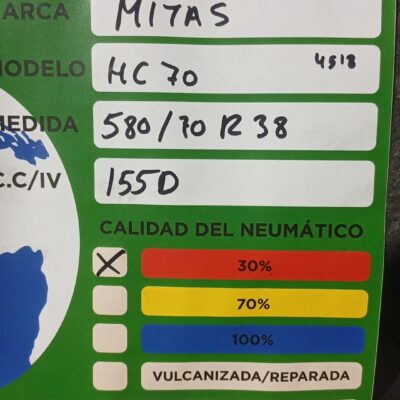 ARCA MITAS
MODELO HC 70 4518
MEDIDA 580/70 R 38
C.C/IV 155D
CALIDAD DEL NEUMÁTICO
X 30%
70%
100%
VULCANIZADA/REPARADA